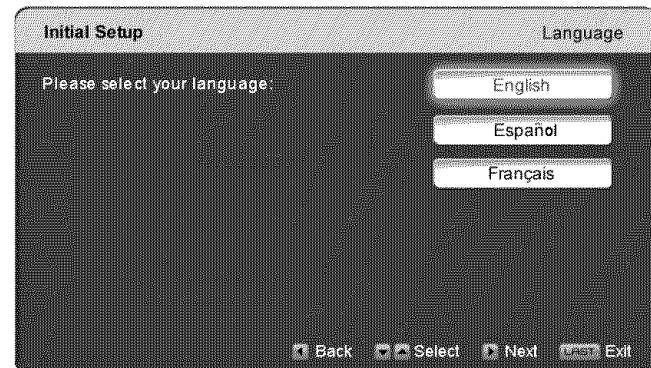 Initial Setup Language
Please select your language: English
Español
Français
Back Select Next LAST Exit